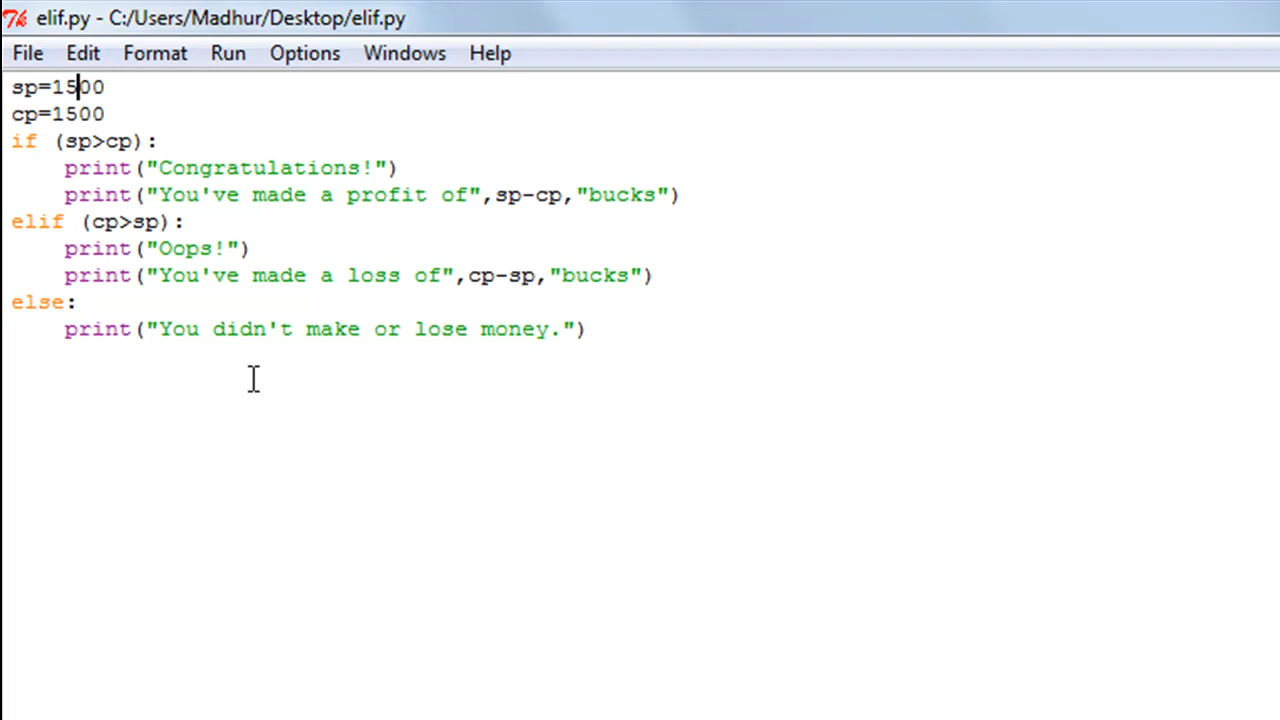 elif.py - C:/Users/Madhur/Desktop/elif.py
File Edit Format Run Options Windows Help
sp=1500
cp=1500
if (sp>cp):
    print("Congratulations!")
    print("You've made a profit of",sp-cp,"bucks")
elif (cp>sp):
    print("Oops!")
    print("You've made a loss of",cp-sp,"bucks")
else:
    print("You didn't make or lose money.")